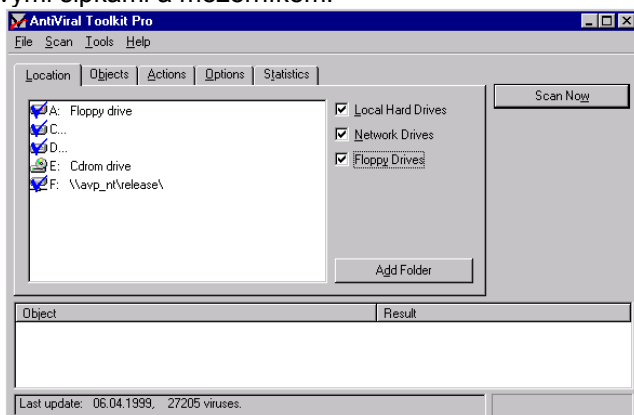 AntiViral Toolkit Pro
File Scan Tools Help
Location Objects Actions Options Statistics
Scan Now
A: Floppy drive
C...
D...
E: Cdrom drive
F: \\avp_nt\release\
Local Hard Drives
Network Drives
Floppy Drives
Add Folder
Object Result
Last update: 06.04.1999, 27205 viruses.